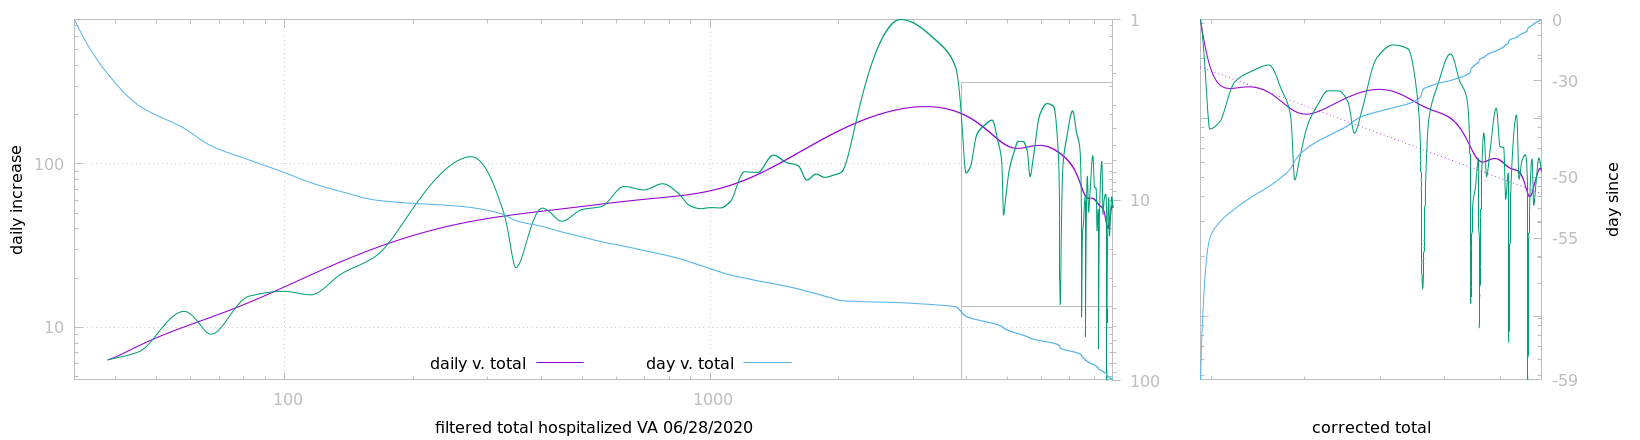 daily increase
100
10
daily v. total
day v. total
100
1000
filtered total hospitalized VA 06/28/2020
1
10
100
0
-30
-50
-55
-59
day since
corrected total